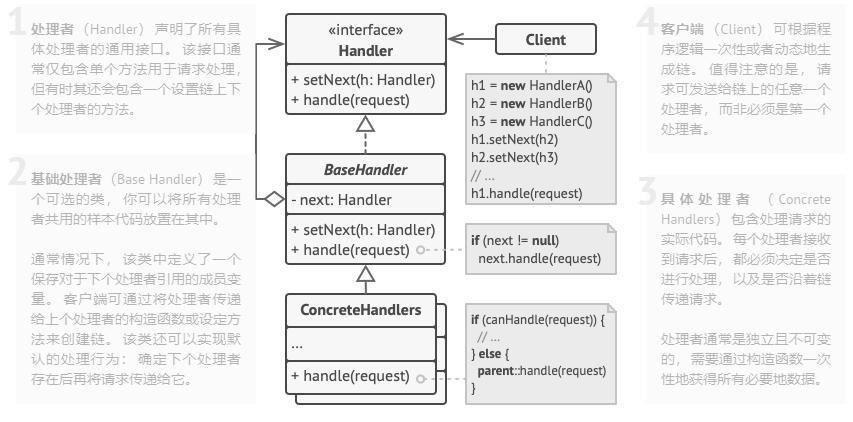 1
处理者 （Handler） 声明了所有具
体处理者的通用接口。 该接口通
常仅包含单个方法用于请求处理，
但有时其还会包含一个设置链上下
个处理者的方法。
2
基础处理者 （Base Handler） 是一
个可选的类， 你可以将所有处理
者共用的样本代码放置在其中。
通常情况下， 该类中定义了一个
保存对于下个处理者引用的成员变
量。 客户端可通过将处理者传递
给上个处理者的构造函数或设定方
法来创建链。 该类还可以实现默
认的处理行为： 确定下个处理者
存在后再将请求传递给它。
«interface»
Handler
+ setNext(h: Handler)
+ handle(request)
BaseHandler
- next: Handler
+ setNext(h: Handler)
+ handle(request)
ConcreteHandlers
...
+ handle(request)
Client
h1 = new HandlerA()
h2 = new HandlerB()
h3 = new HandlerC()
h1.setNext(h2)
h2.setNext(h3)
// ...
h1.handle(request)
if (next != null)
next.handle(request)
if (canHandle(request)) {
// ...
} else {
parent::handle(request)
}
4
客户端 （Client） 可根据程
序逻辑一次性或者动态地生
成链。 值得注意的是， 请
求可发送给链上的任意一个
处理者， 而非必须是第一个
处理者。
3
具体处理者 （Concrete
Handlers） 包含处理请求的
实际代码。 每个处理者接收
到请求后， 都必须决定是否
进行处理， 以及是否沿着链
传递请求。
处理者通常是独立且不可变
的， 需要通过构造函数一次
性地获得所有必要地数据。